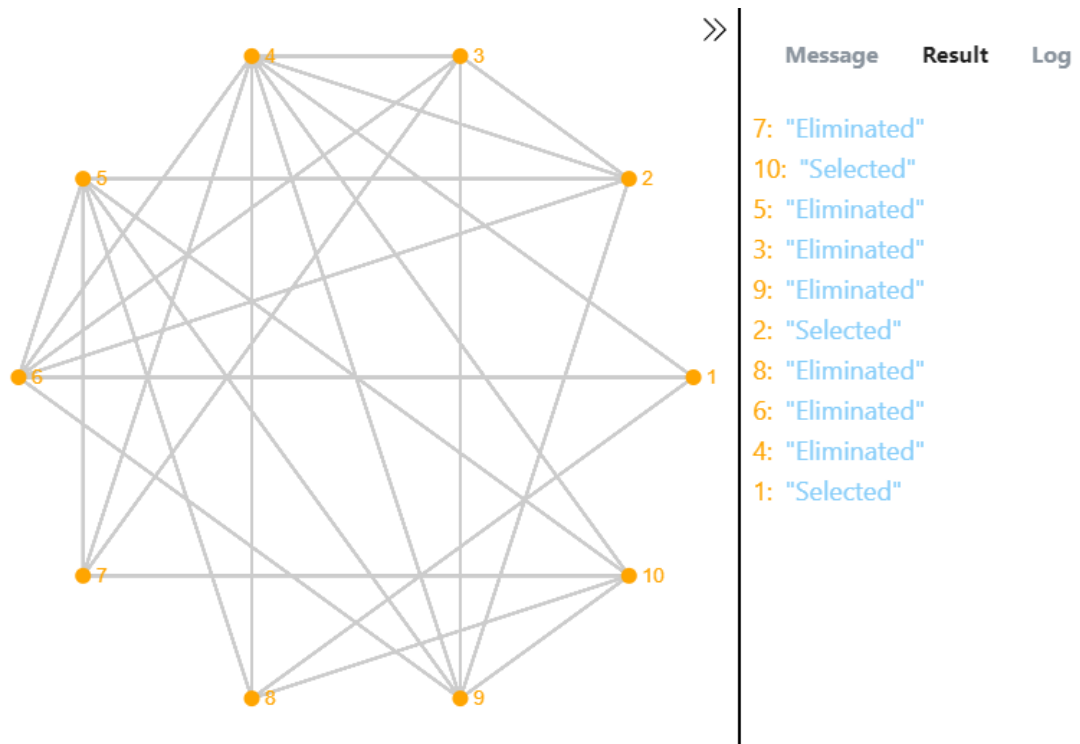 4
3
5
2
6
1
7
10
8
9
Message Result Log
7: "Eliminated"
10: "Selected"
5: "Eliminated"
3: "Eliminated"
9: "Eliminated"
2: "Selected"
8: "Eliminated"
6: "Eliminated"
4: "Eliminated"
1: "Selected"